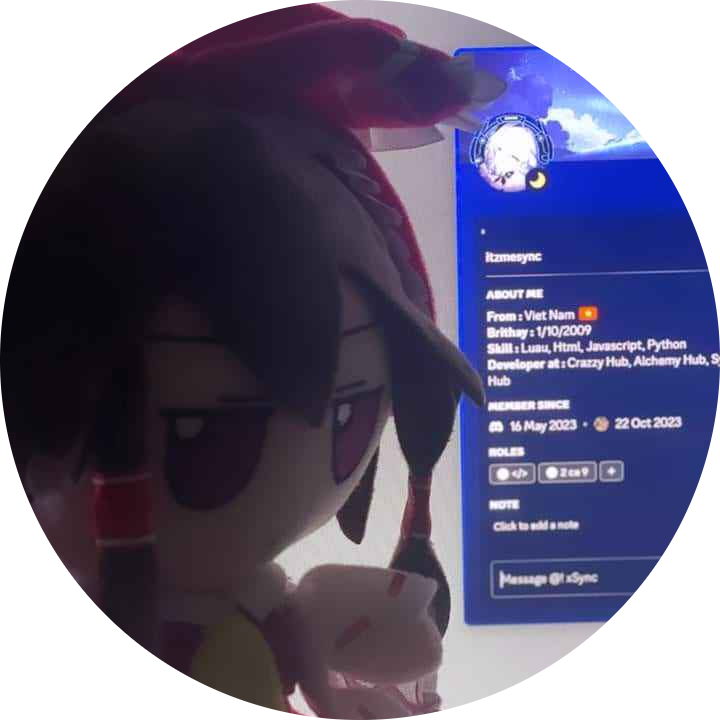 itzmesync
ABOUT ME
From : Viet Nam
Brithay : 1/10/2009
Skill : Luau, Html, Javascript, Python
Developer at : Crazzy Hub, Alchemy Hub,
Hub
MEMBER SINCE
16 May 2023 • 22 Oct 2023
ROLES
</> 2 ca 9 +
NOTE
Click to add a note
Message @! xSync